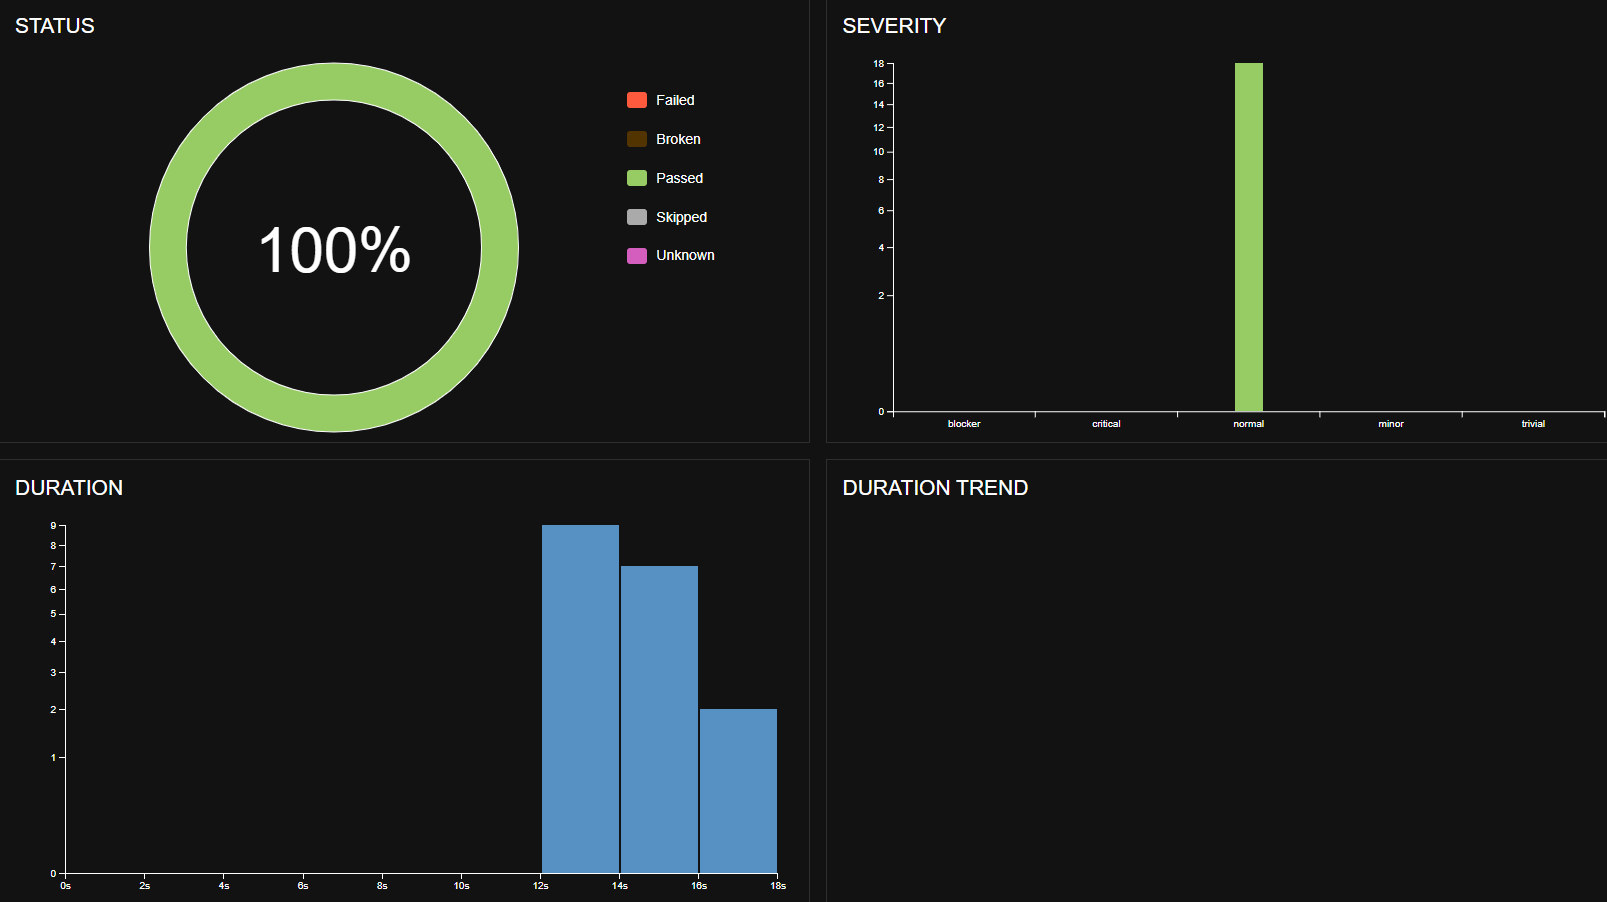 STATUS
100%
Failed
Broken
Passed
Skipped
Unknown
SEVERITY
18
16
14
12
10
8
6
4
2
0
blocker critical normal minor trivial
DURATION
9
8
7
6
5
4
3
2
1
0
0s 2s 4s 6s 8s 10s 12s 14s 16s 18s
DURATION TREND